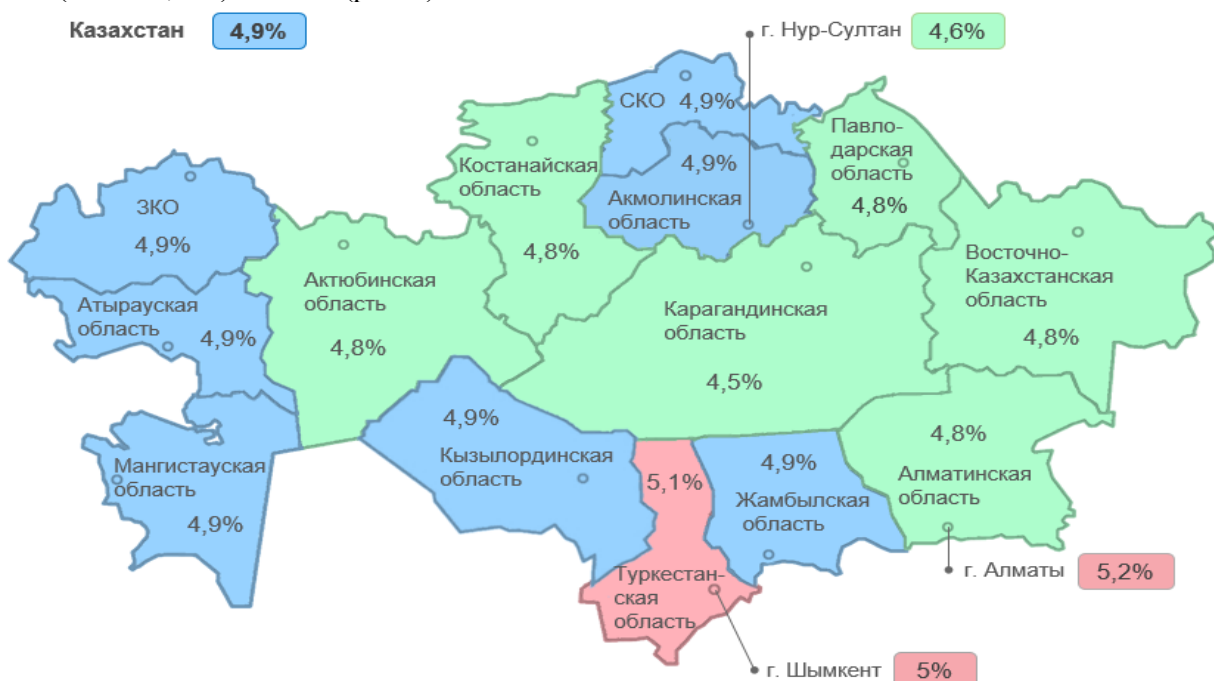 Казахстан 4,9%
г. Нур-Султан 4,6%
СКО 4,9%
Павло-
дарская
область
4,8%
Костанайская
область
4,8%
4,9%
Акмолинская
область
ЗКО
4,9%
Актюбинская
область
4,8%
Восточно-
Казахстанская
область
4,8%
Атырауская
область
4,9%
Карагандинская
область
4,5%
4,9%
Кызылординская
область
4,8%
Алматинская
область
Мангистауская
область
4,9%
5,1%
4,9%
Жамбылская
область
Туркестан-
ская
область
г. Алматы 5,2%
г. Шымкент 5%